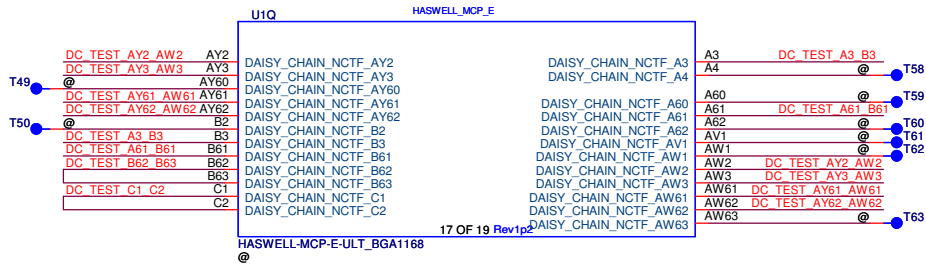 U1Q
HASWELL_MCP_E
DC_TEST_AY2_AW2 AY2 DAISY_CHAIN_NCTF_AY2
DC_TEST_AY3_AW3 AY3 DAISY_CHAIN_NCTF_AY3
T49 @ AY60 DAISY_CHAIN_NCTF_AY60
DC_TEST_AY61_AW61 AY61 DAISY_CHAIN_NCTF_AY61
DC_TEST_AY62_AW62 AY62 DAISY_CHAIN_NCTF_AY62
T50 @ B2 DAISY_CHAIN_NCTF_B2
DC_TEST_A3_B3 B3 DAISY_CHAIN_NCTF_B3
DC_TEST_A61_B61 B61 DAISY_CHAIN_NCTF_B61
DC_TEST_B62_B63 B62 DAISY_CHAIN_NCTF_B62
B63 DAISY_CHAIN_NCTF_B63
DC_TEST_C1_C2 C1 DAISY_CHAIN_NCTF_C1
C2 DAISY_CHAIN_NCTF_C2
DAISY_CHAIN_NCTF_A3 A3 DC_TEST_A3_B3
DAISY_CHAIN_NCTF_A4 A4 @ T58
DAISY_CHAIN_NCTF_A60 A60 @ T59
DAISY_CHAIN_NCTF_A61 A61 DC_TEST_A61_B61
DAISY_CHAIN_NCTF_A62 A62 @ T60
DAISY_CHAIN_NCTF_AV1 AV1 @ T61
DAISY_CHAIN_NCTF_AW1 AW1 @ T62
DAISY_CHAIN_NCTF_AW2 AW2 DC_TEST_AY2_AW2
DAISY_CHAIN_NCTF_AW3 AW3 DC_TEST_AY3_AW3
DAISY_CHAIN_NCTF_AW61 AW61 DC_TEST_AY61_AW61
DAISY_CHAIN_NCTF_AW62 AW62 DC_TEST_AY62_AW62
DAISY_CHAIN_NCTF_AW63 AW63 @ T63
17 OF 19 Rev1p2
HASWELL-MCP-E-ULT_BGA1168
@